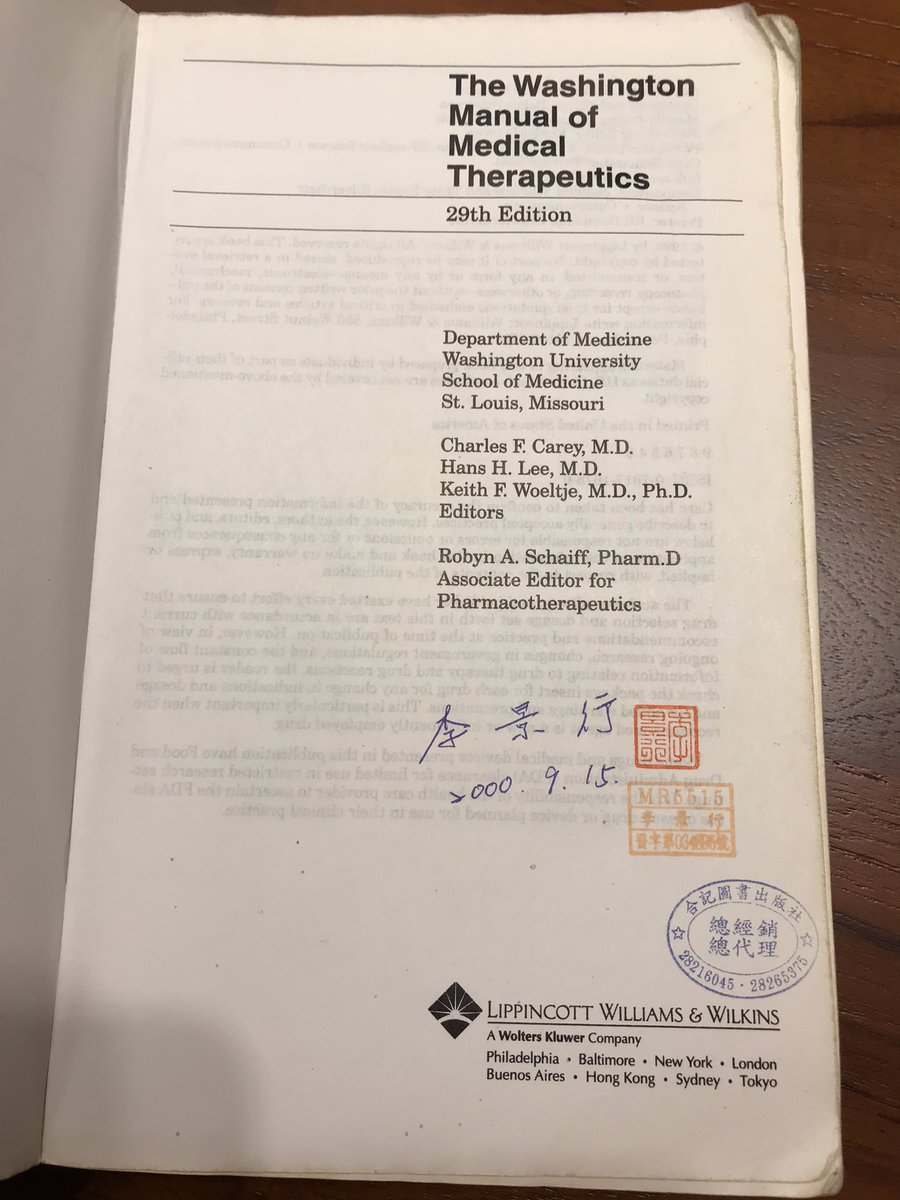 The Washington
Manual of
Medical
Therapeutics
29th Edition
Department of Medicine
Washington University
School of Medicine
St. Louis, Missouri
Charles F. Carey, M.D.
Hans H. Lee, M.D.
Keith F. Woeltje, M.D., Ph.D.
Editors
Robyn A. Schaiff, Pharm.D
Associate Editor for
Pharmacotherapeutics
李景行
2000. 9. 15.
MR5515
李景行
醫字第
合記圖書出版社
總經銷
總代理
28216045 · 28265375
LIPPINCOTT WILLIAMS & WILKINS
A Wolters Kluwer Company
Philadelphia • Baltimore • New York • London
Buenos Aires • Hong Kong • Sydney • Tokyo